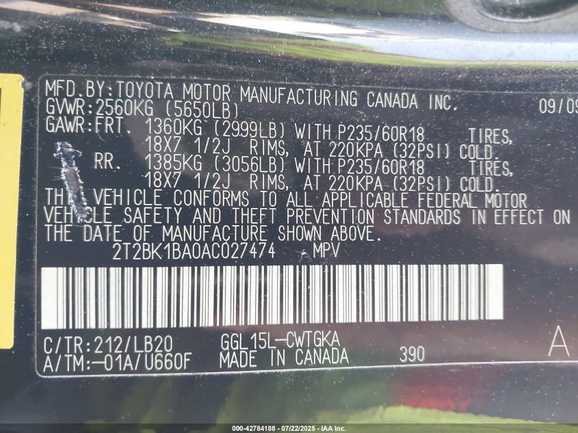 MFD.BY:TOYOTA MOTOR MANUFACTURING CANADA INC. 09/09
GVWR:2560KG (5650LB)
GAWR:FRT. 1360KG (2999LB) WITH P235/60R18 TIRES,
18X7 1/2J RIMS, AT 220KPA (32PSI) COLD.
RR. 1385KG (3056LB) WITH P235/60R18 TIRES,
18X7 1/2J RIMS, AT 220KPA (32PSI) COLD.
THIS VEHICLE CONFORMS TO ALL APPLICABLE FEDERAL MOTOR
VEHICLE SAFETY AND THEFT PREVENTION STANDARDS IN EFFECT ON
THE DATE OF MANUFACTURE SHOWN ABOVE.
2T2BK1BA0AC027474 MPV
C/TR:212/LB20 GGL15L-CWTGKA A
A/TM:-01A/U660F MADE IN CANADA 390
000-42784188 - 07/22/2025 - IAA Inc.